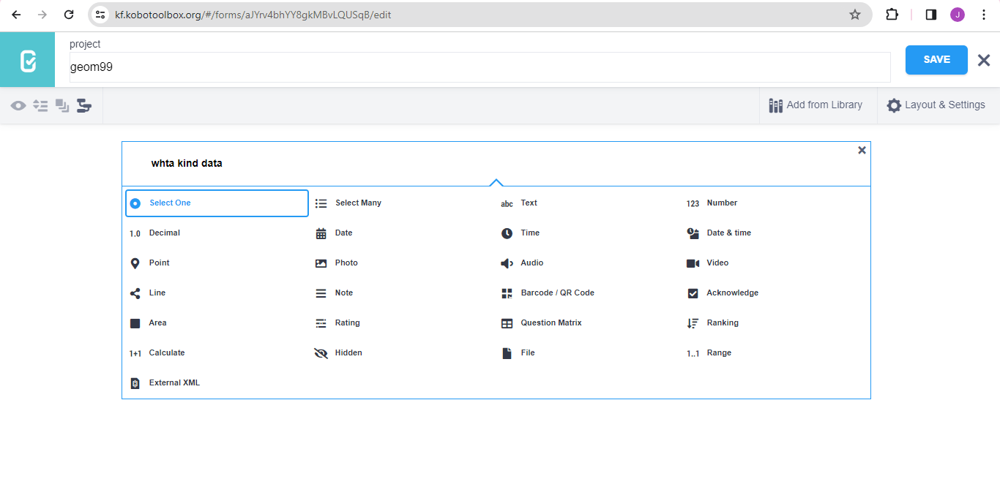 kf.kobotoolbox.org/#/forms/aJYrv4bhYY8gkMBvLQUSqB/edit
J
project
geom99
SAVE
Add from Library
Layout & Settings
whta kind data
Select One
Select Many
abc Text
123 Number
1.0 Decimal
Date
Time
Date & time
Point
Photo
Audio
Video
Line
Note
Barcode / QR Code
Acknowledge
Area
Rating
Question Matrix
Ranking
1+1 Calculate
Hidden
File
1..1 Range
External XML